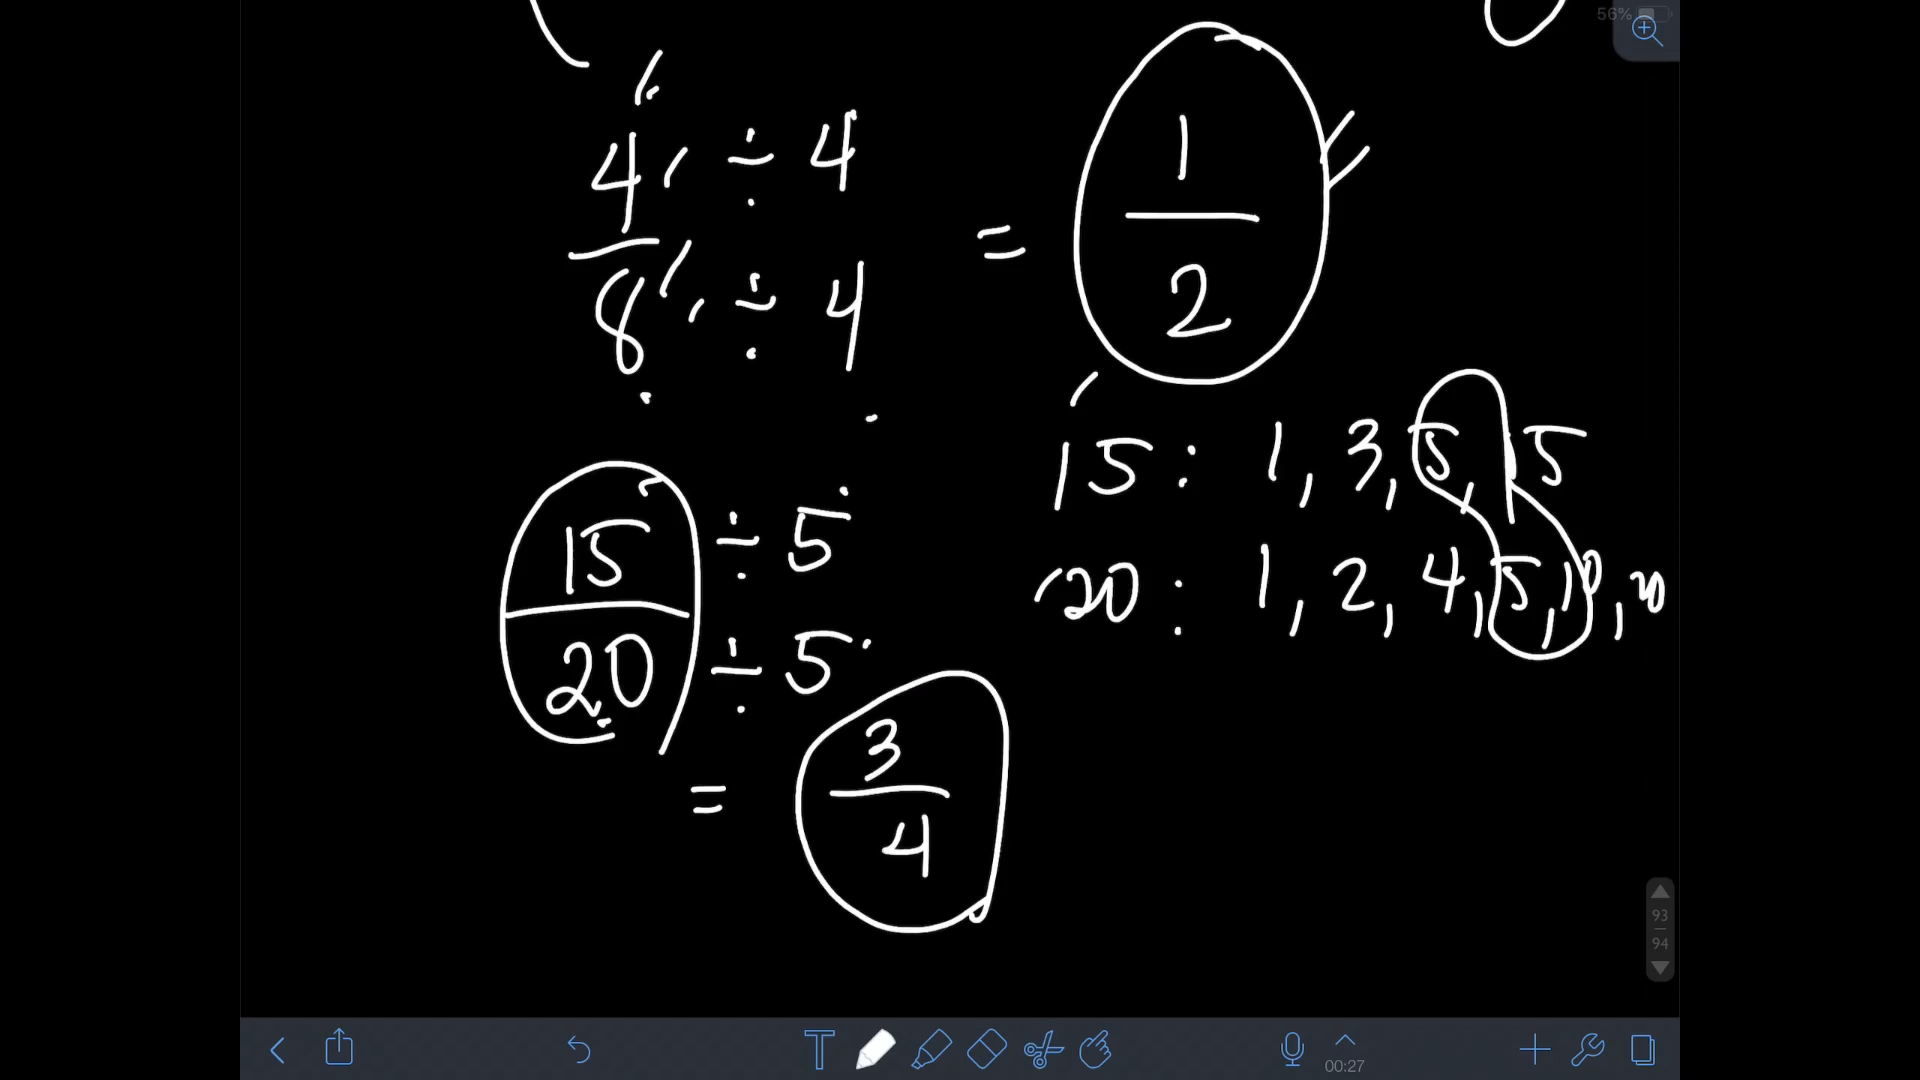 56%
4 ÷ 4
8 ÷ 4
= 1
2
15 : 1, 3, 5, 15
20 : 1, 2, 4, 5, 10, 20
15 ÷ 5
20 ÷ 5
= 3
4
93
94
T
00:27